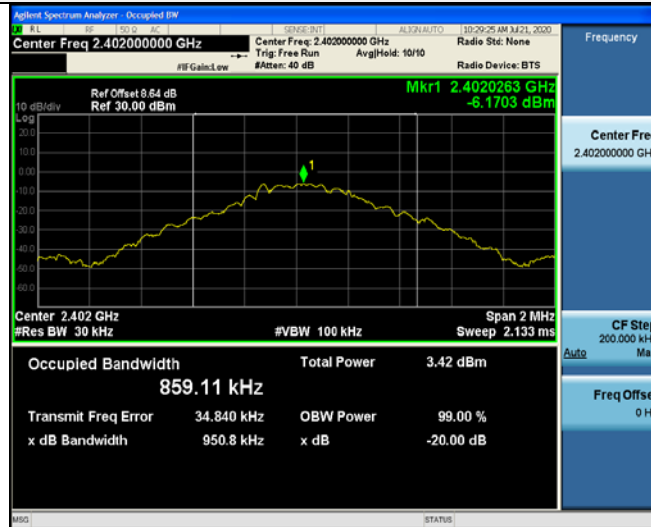 Agilent Spectrum Analyzer - Occupied BW
RL RF 50 Ω AC SENSE:INT ALIGN AUTO 10:29:25 AM Jul 21, 2020
Center Freq 2.402000000 GHz Center Freq: 2.402000000 GHz Radio Std: None Frequency
Trig: Free Run Avg|Hold: 10/10
#IFGain:Low #Atten: 40 dB Radio Device: BTS
Ref Offset 8.64 dB Mkr1 2.4020263 GHz
10 dB/div Ref 30.00 dBm -6.1703 dBm
Log
20.0
10.0
0.00
-10.0
-20.0
-30.0
-40.0
-50.0
-60.0
1
Center Fre
2.402000000 GH
Center 2.402 GHz Span 2 MHz
#Res BW 30 kHz #VBW 100 kHz Sweep 2.133 ms
CF Step
200.000 kH
Auto Ma
Occupied Bandwidth Total Power 3.42 dBm
859.11 kHz
Transmit Freq Error 34.840 kHz OBW Power 99.00 %
x dB Bandwidth 950.8 kHz x dB -20.00 dB
Freq Offse
0 H
MSG STATUS